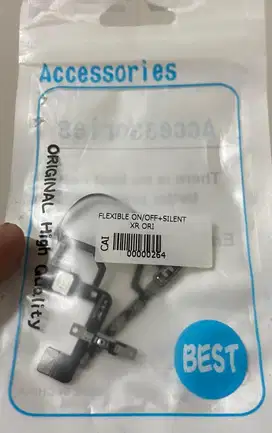 Accessories
ORIGINAL High Quality
FLEXIBLE ON/OFF+SILENT
XR ORI
CAI
00000264
BEST